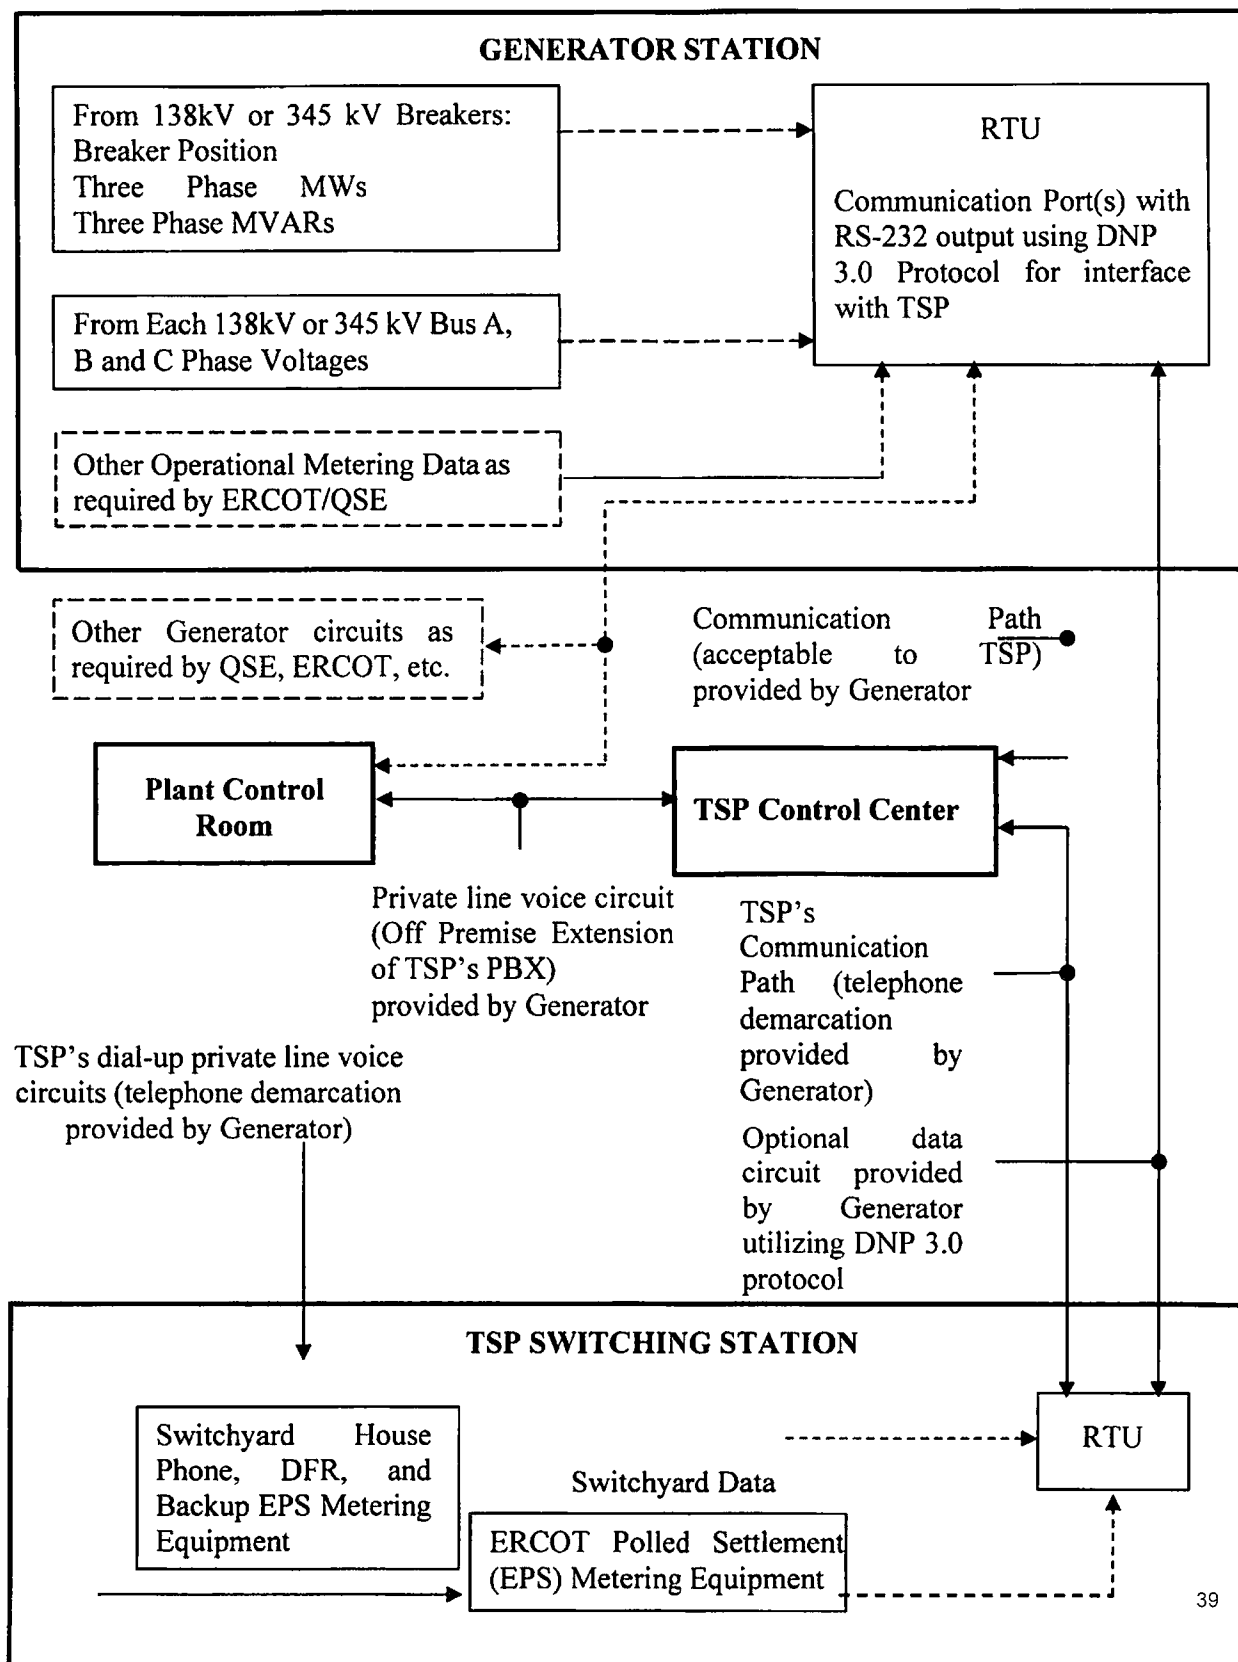 GENERATOR STATION
From 138kV or 345 kV Breakers:
Breaker Position
Three Phase MWs
Three Phase MVARs
RTU
Communication Port(s) with
RS-232 output using DNP
3.0 Protocol for interface
with TSP
From Each 138kV or 345 kV Bus A,
B and C Phase Voltages
Other Operational Metering Data as
required by ERCOT/QSE
Other Generator circuits as
required by QSE, ERCOT, etc.
Communication Path
(acceptable to TSP)
provided by Generator
Plant Control
Room
TSP Control Center
Private line voice circuit
(Off Premise Extension
of TSP's PBX)
provided by Generator
TSP's
Communication
Path (telephone
demarcation
provided by
Generator)
TSP's dial-up private line voice
circuits (telephone demarcation
provided by Generator)
Optional data
circuit provided
by Generator
utilizing DNP 3.0
protocol
TSP SWITCHING STATION
Switchyard House
Phone, DFR, and
Backup EPS Metering
Equipment
Switchyard Data
RTU
ERCOT Polled Settlement
(EPS) Metering Equipment
39